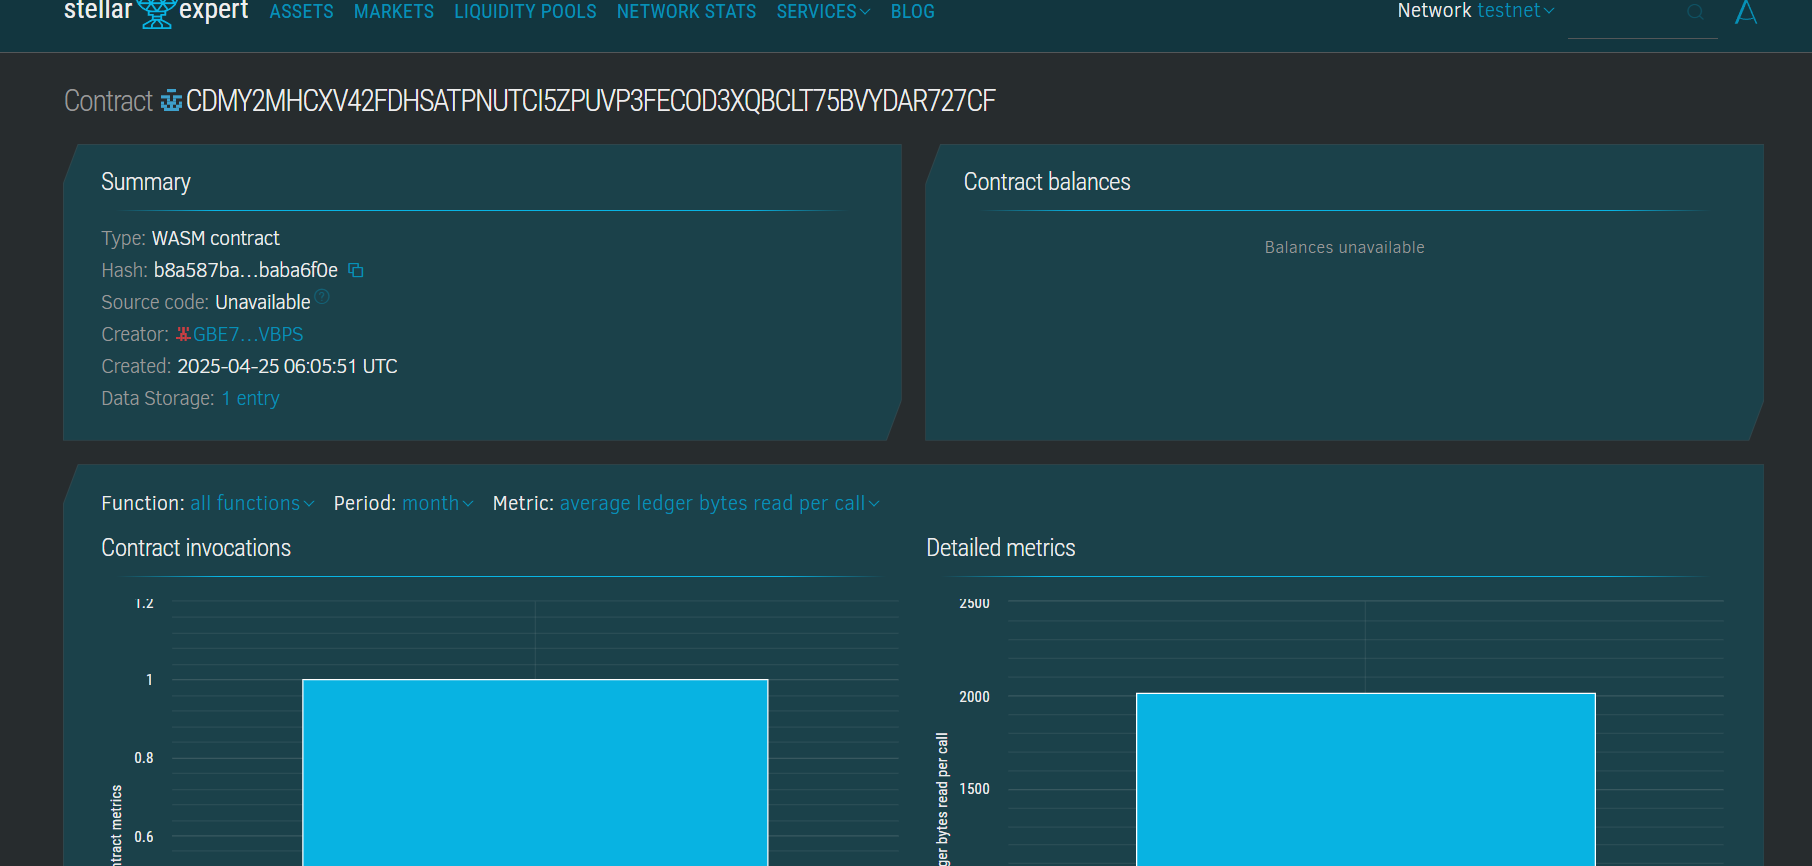 stellar expert ASSETS MARKETS LIQUIDITY POOLS NETWORK STATS SERVICES BLOG Network testnet
Contract CDMY2MHCXV42FDHSATPNUTCI5ZPUVP3FECOD3XQBCLT75BVYDAR727CF
Summary
Type: WASM contract
Hash: b8a587ba...baba6f0e
Source code: Unavailable ?
Creator: GBE7...VBPS
Created: 2025-04-25 06:05:51 UTC
Data Storage: 1 entry
Contract balances
Balances unavailable
Function: all functions Period: month Metric: average ledger bytes read per call
Contract invocations
1.2
1
0.8
0.6
ntract metrics
Detailed metrics
2500
2000
1500
ger bytes read per call